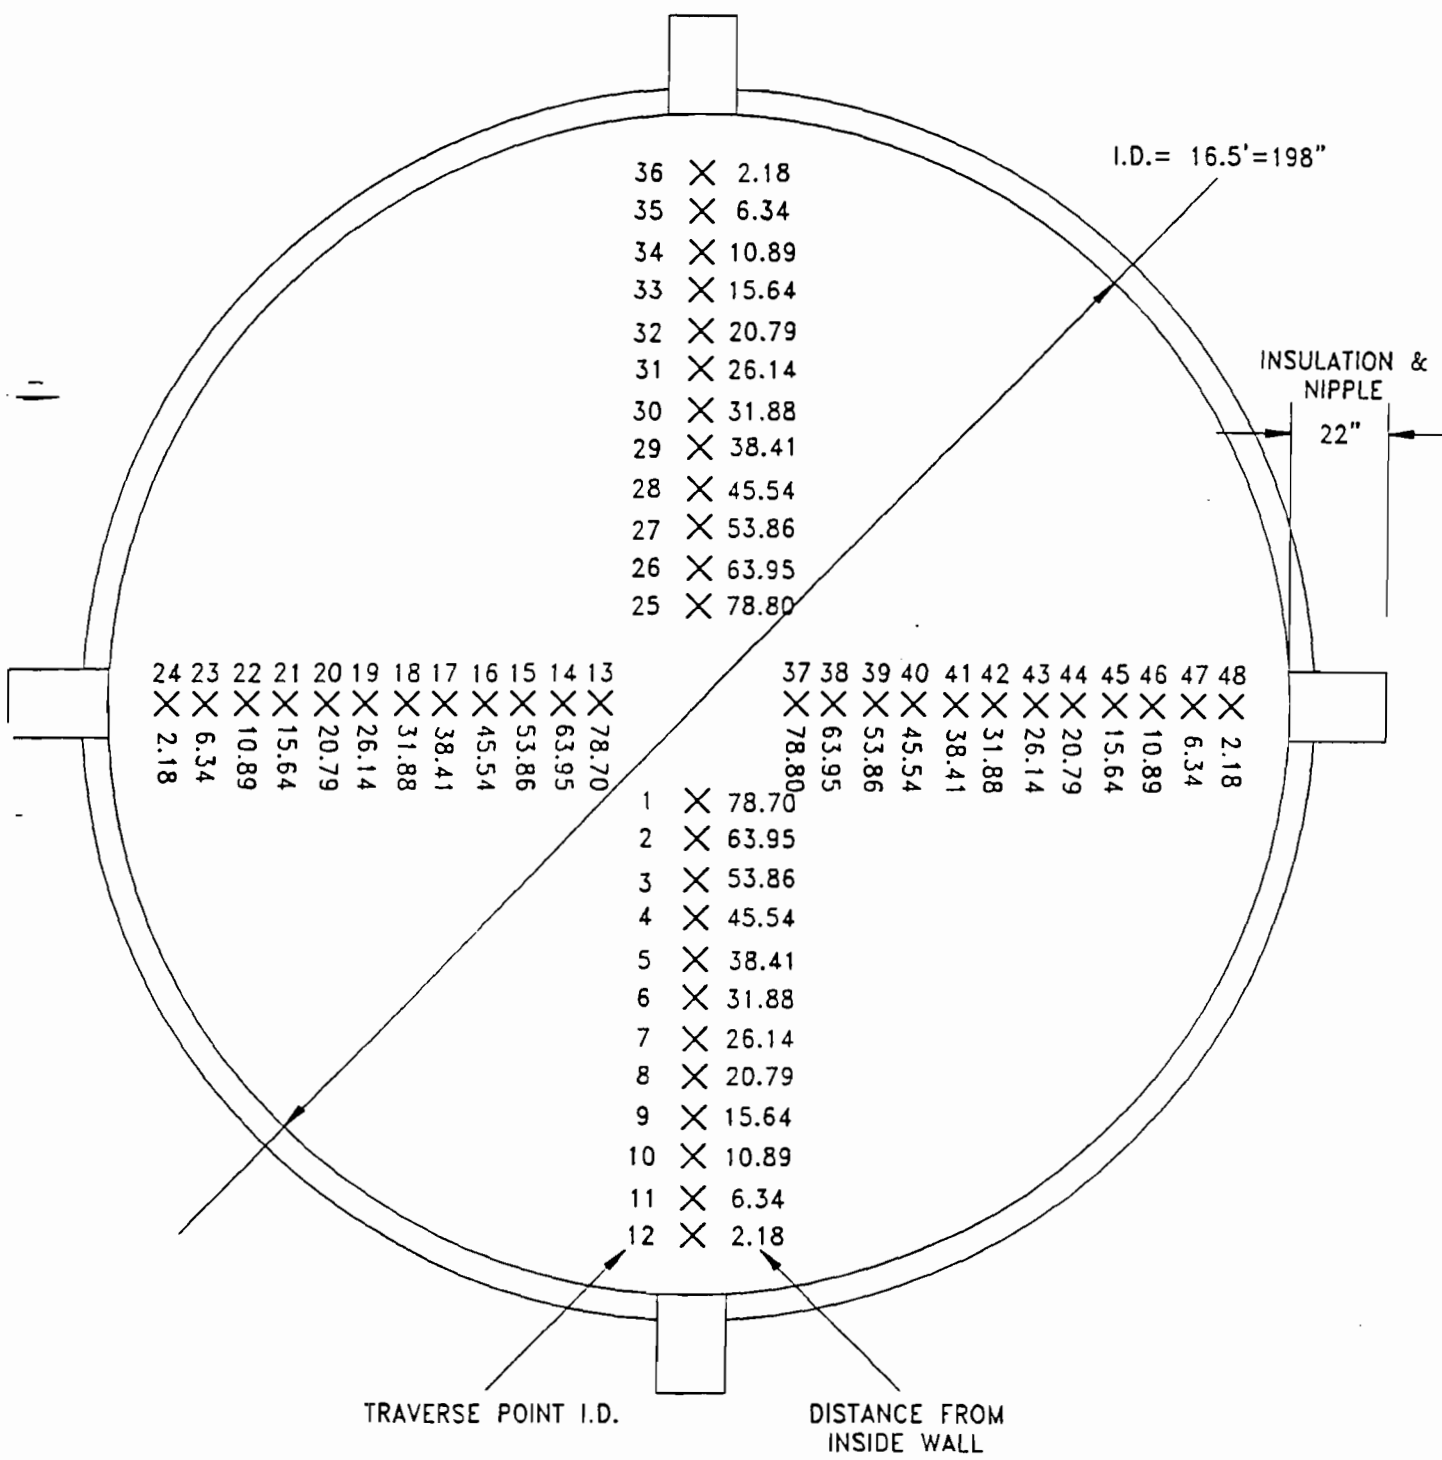 I.D.= 16.5'=198"
36 2.18
35 6.34
34 10.89
33 15.64
32 20.79
31 26.14
30 31.88
29 38.41
28 45.54
27 53.86
26 63.95
25 78.80
INSULATION &
NIPPLE
22"
24 23 22 21 20 19 18 17 16 15 14 13
2.18 6.34 10.89 15.64 20.79 26.14 31.88 38.41 45.54 53.86 63.95 78.70
37 38 39 40 41 42 43 44 45 46 47 48
78.80 63.95 53.86 45.54 38.41 31.88 26.14 20.79 15.64 10.89 6.34 2.18
1 78.70
2 63.95
3 53.86
4 45.54
5 38.41
6 31.88
7 26.14
8 20.79
9 15.64
10 10.89
11 6.34
12 2.18
TRAVERSE POINT I.D.
DISTANCE FROM
INSIDE WALL